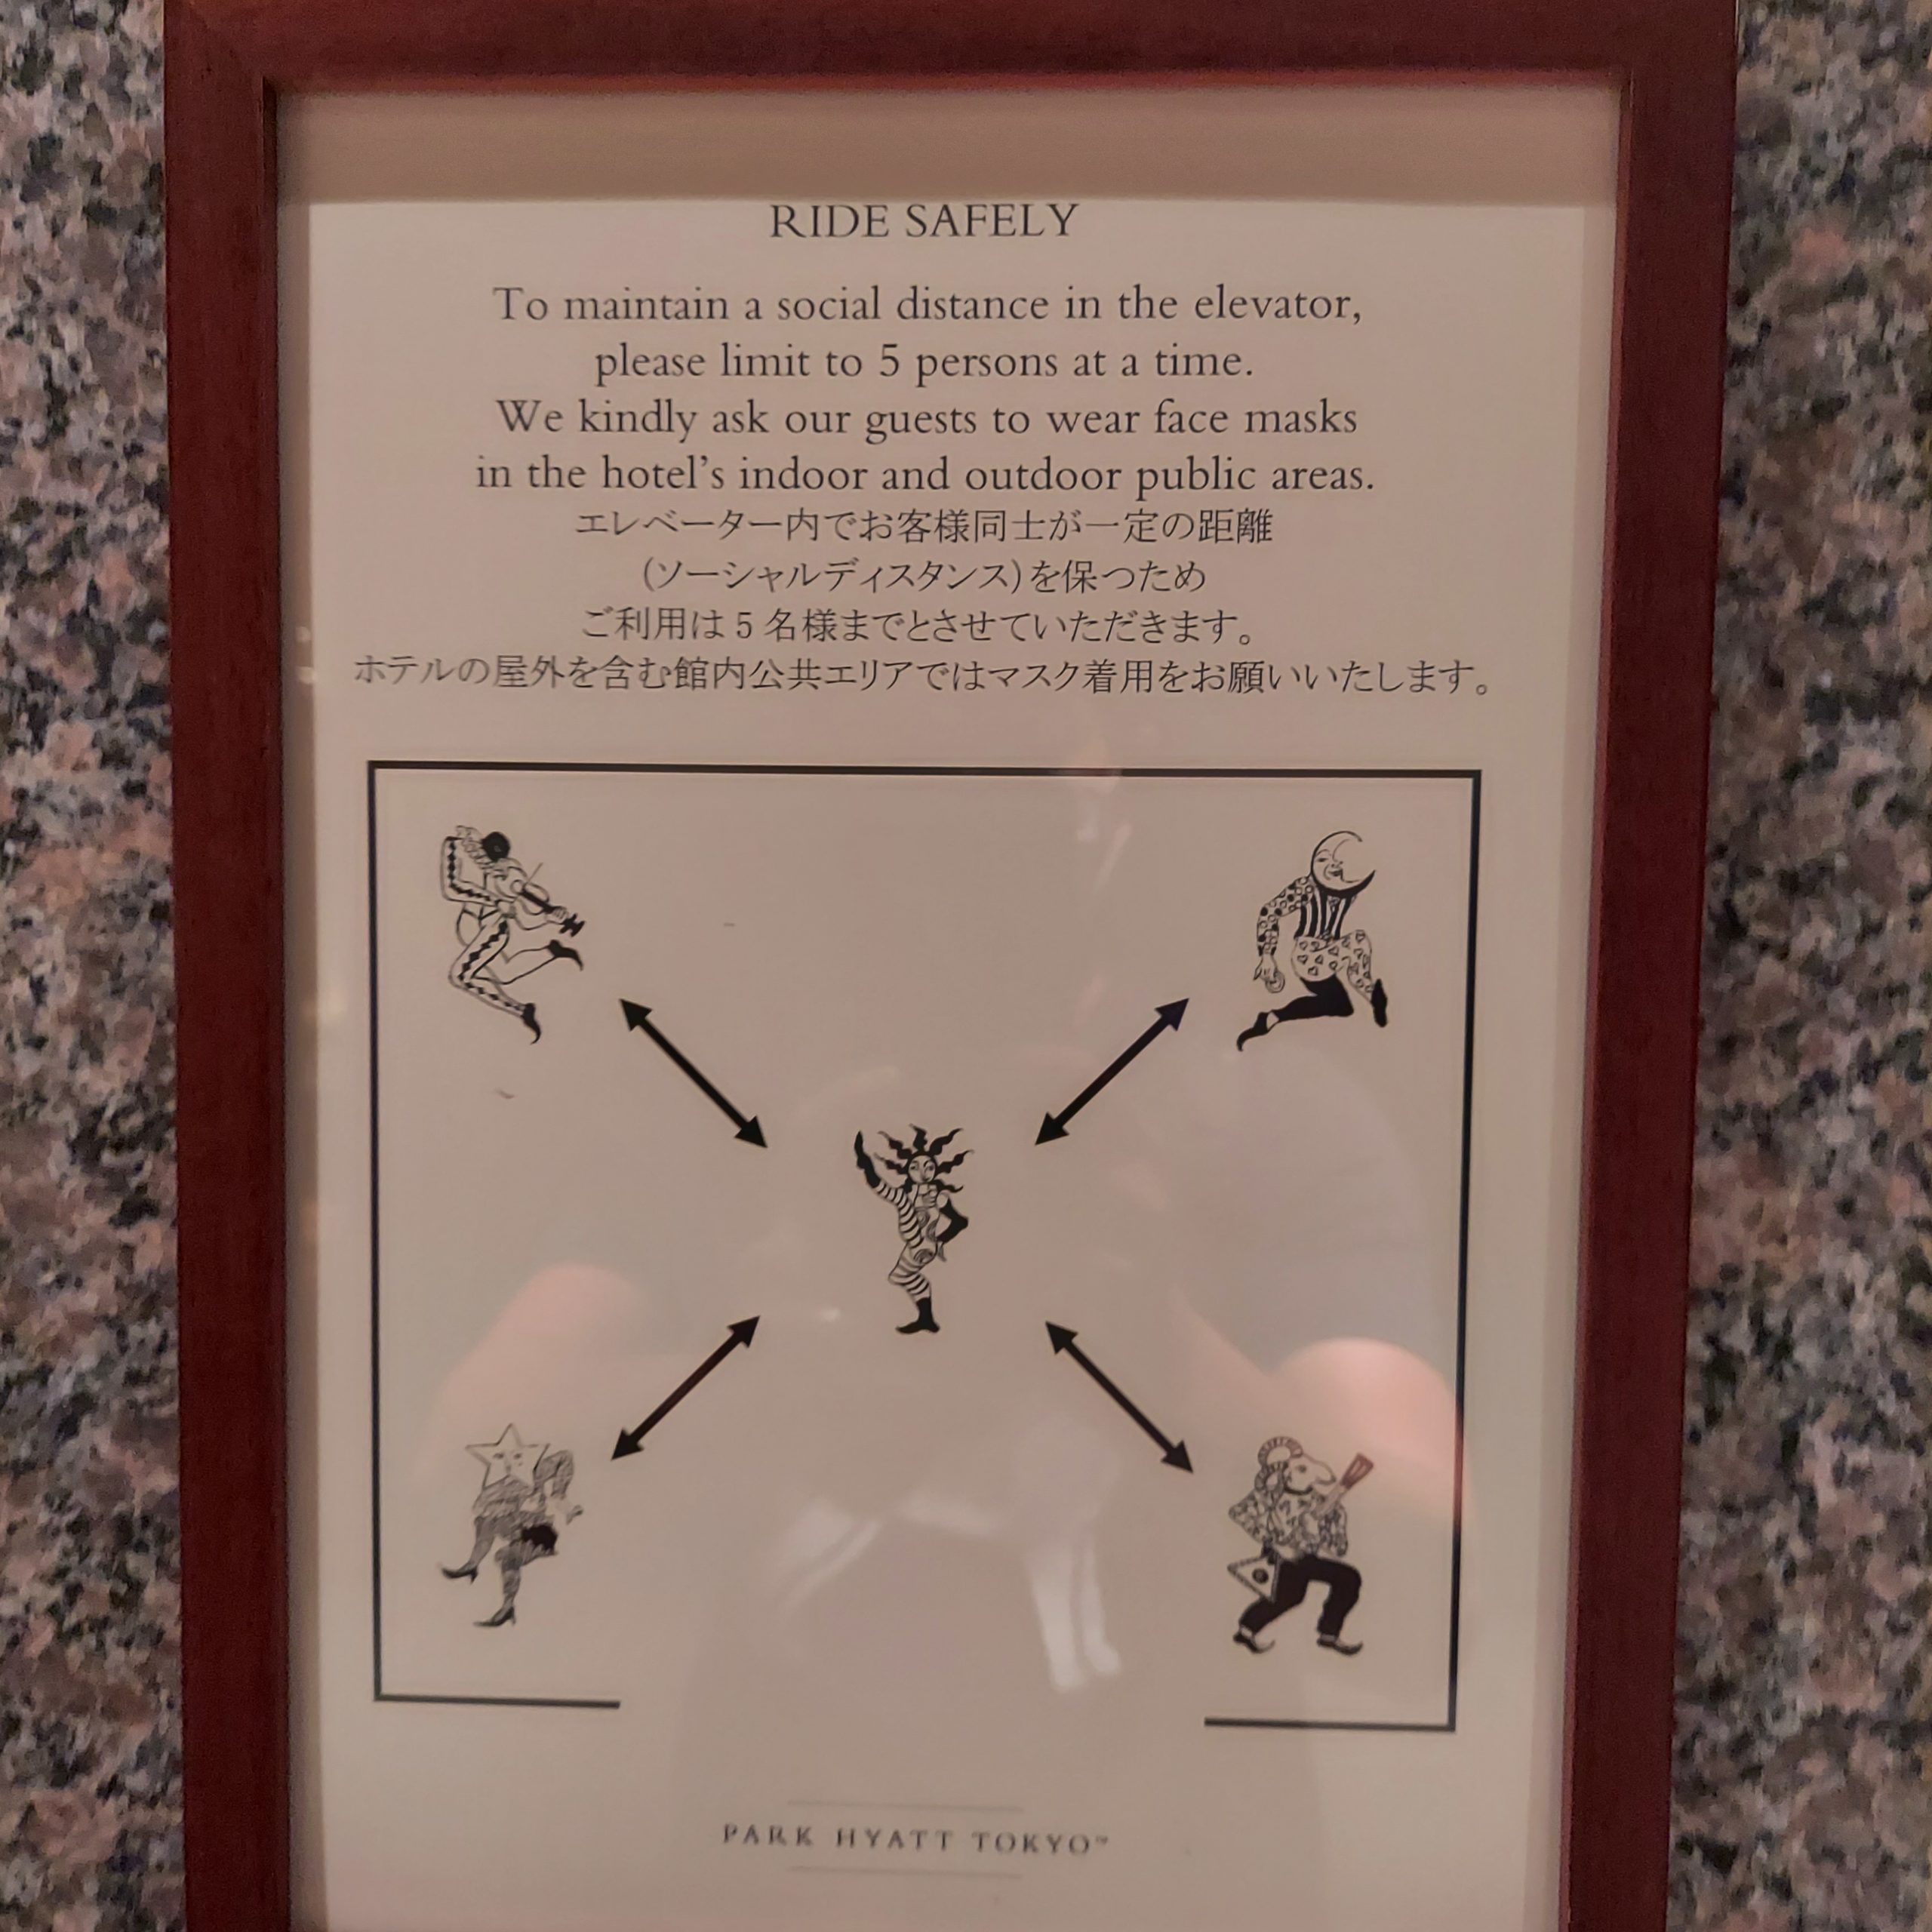 RIDE SAFELY
To maintain a social distance in the elevator,
please limit to 5 persons at a time.
We kindly ask our guests to wear face masks
in the hotel’s indoor and outdoor public areas.
エレベーター内でお客様同士が一定の距離
(ソーシャルディスタンス)を保つため
ご利用は 5 名様までとさせていただきます。
ホテルの屋外を含む館内公共エリアではマスク着用をお願いいたします。
PARK HYATT TOKYO™